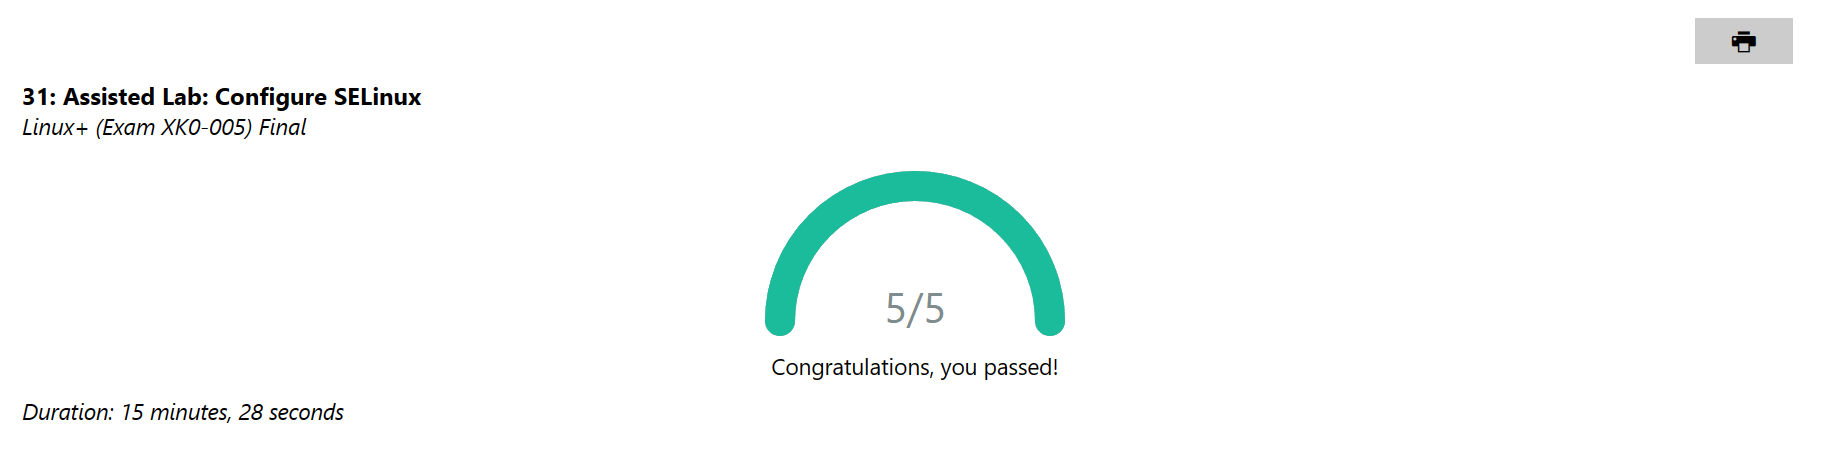 31: Assisted Lab: Configure SELinux
Linux+ (Exam XK0-005) Final
5/5
Congratulations, you passed!
Duration: 15 minutes, 28 seconds